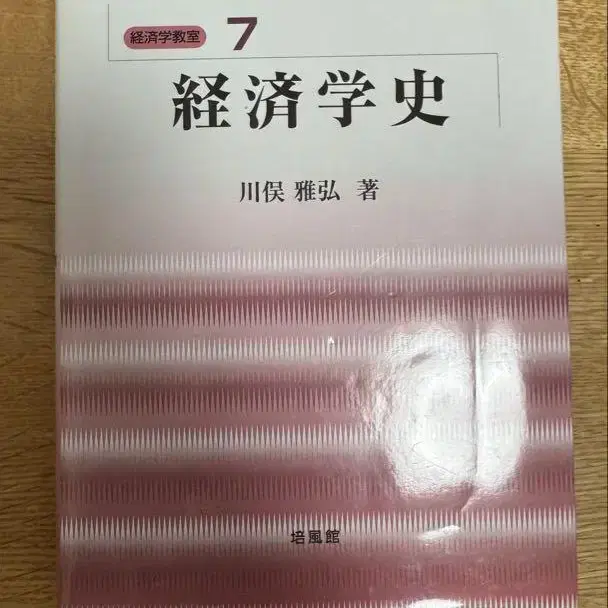 経済学教室 7
経済学史
川俣 雅弘 著
培風館